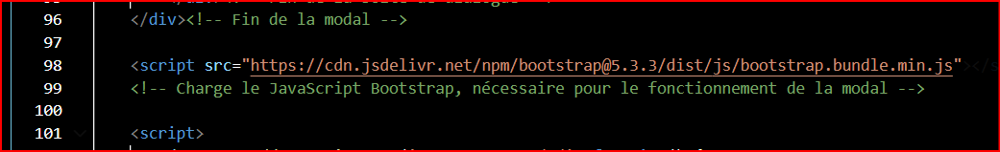 96 </div><!-- Fin de la modal -->
97
98 <script src="https://cdn.jsdelivr.net/npm/bootstrap@5.3.3/dist/js/bootstrap.bundle.min.js"></s
99 <!-- Charge le JavaScript Bootstrap, nécessaire pour le fonctionnement de la modal -->
100
101 <script>